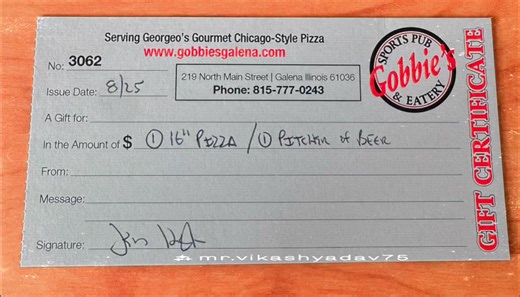 Serving Georgeo's Gourmet Chicago-Style Pizza
www.gobbiesgalena.com
No: 3062
219 North Main Street | Galena Illinois 61036
Phone: 815-777-0243
Issue Date: 8/25
SPORTS PUB
Gobbie's
& EATERY
GIFT CERTIFICATE
A Gift for:
In the Amount of $ ① 16" PIZZA / ① PITCHER of BEER
From:
Message:
Signature:
mr.vikashyadav75